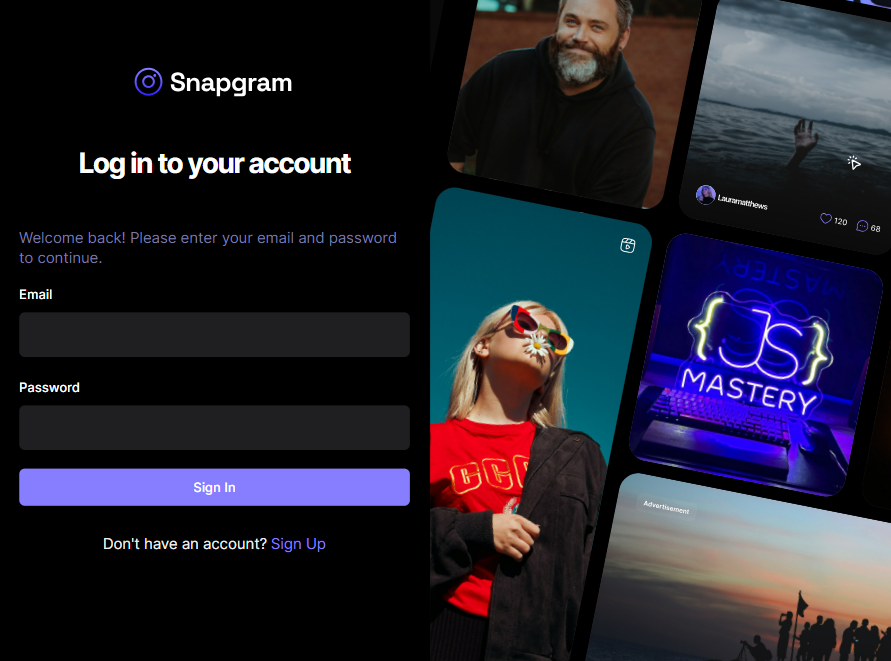 Snapgram
Log in to your account
Welcome back! Please enter your email and password
to continue.
Email
Password
Sign In
Don't have an account? Sign Up
Lauramatthews
120
68
{JS}
MASTERY
Advertisement